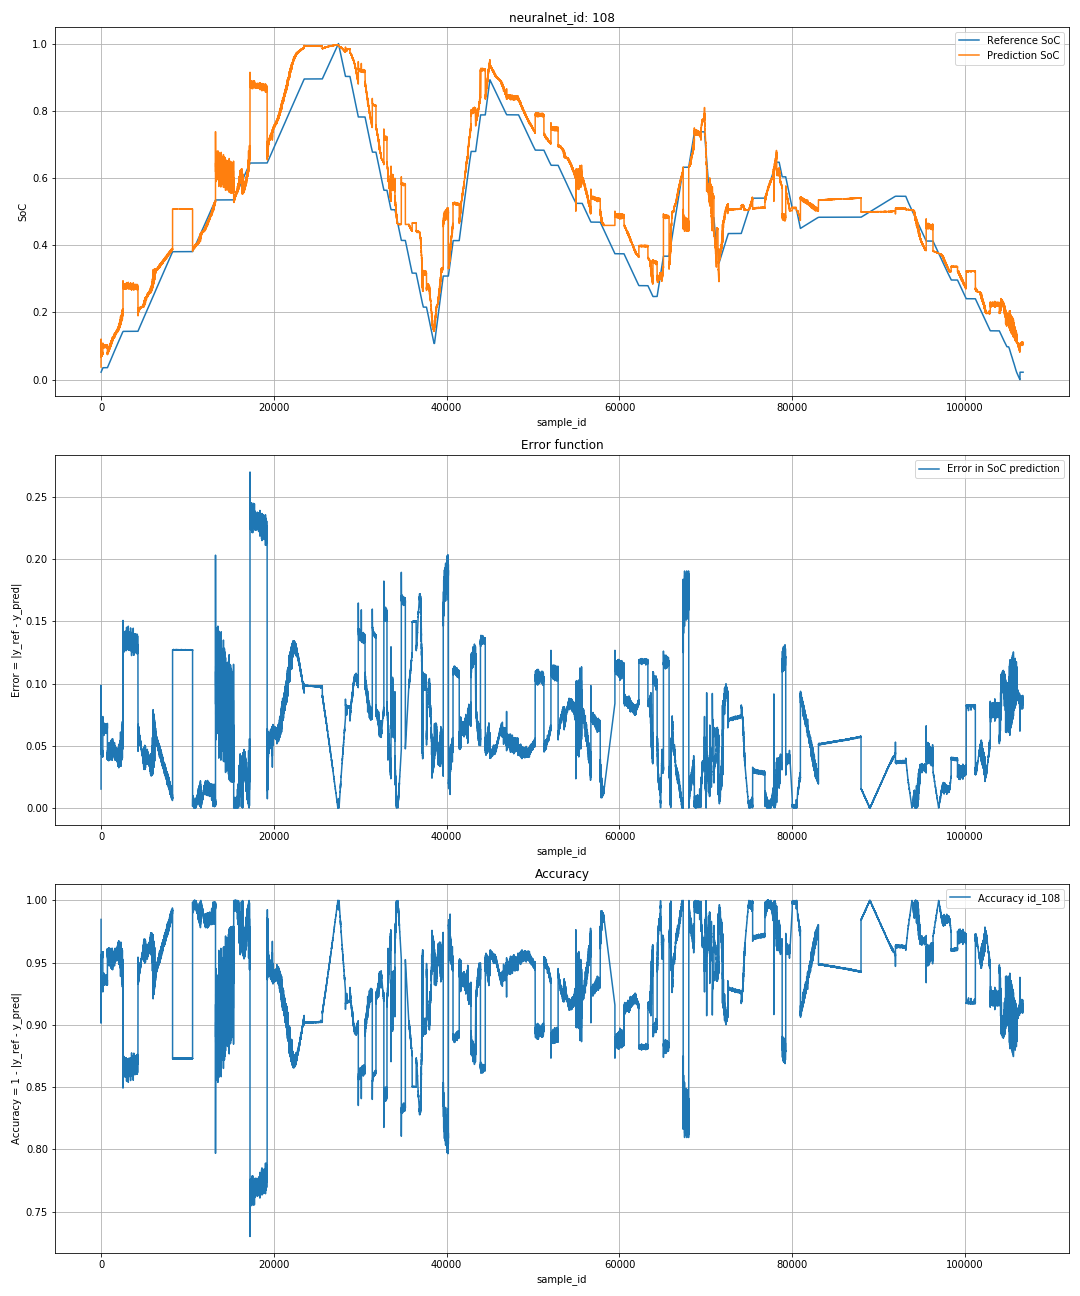 neuralnet_id: 108
Reference SoC
Prediction SoC
1.0
0.8
0.6
0.4
0.2
0.0
SoC
0 20000 40000 60000 80000 100000
sample_id
Error function
Error in SoC prediction
0.25
0.20
0.15
0.10
0.05
0.00
Error = |y_ref - y_pred|
0 20000 40000 60000 80000 100000
sample_id
Accuracy
Accuracy id_108
1.00
0.95
0.90
0.85
0.80
0.75
Accuracy = 1 - |y_ref - y_pred|
0 20000 40000 60000 80000 100000
sample_id